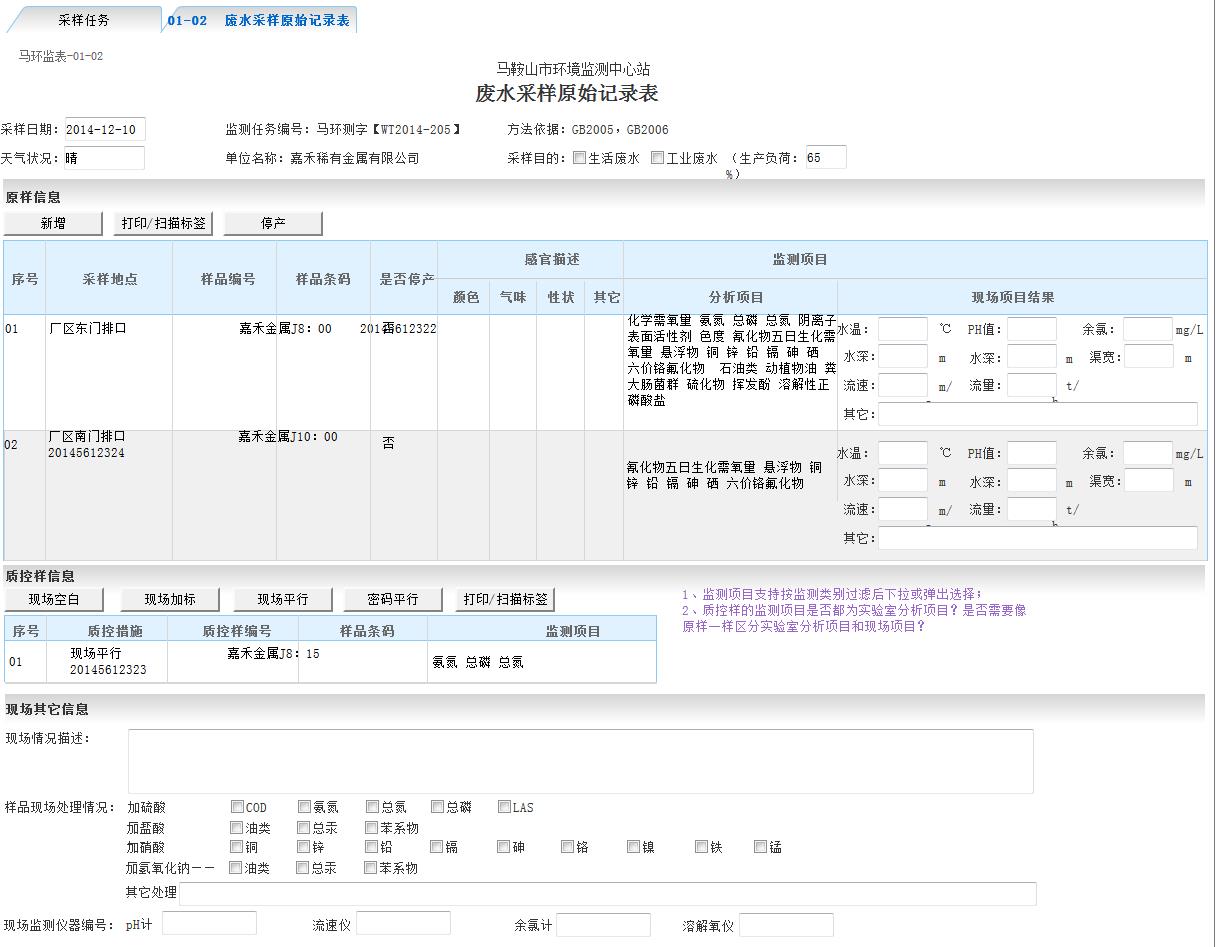 采样任务 01-02 废水采样原始记录表
马环监表-01-02
马鞍山市环境监测中心站
废水采样原始记录表
采样日期: 2014-12-10 监测任务编号: 马环测字【WT2014-205】 方法依据: GB2005，GB2006
天气状况: 晴 单位名称: 嘉禾稀有金属有限公司 采样目的: 生活废水 工业废水 （生产负荷: 65
%）
原样信息
新增 打印/扫描标签 停产
序号 采样地点 样品编号 样品条码 是否停产 感官描述 监测项目
颜色 气味 性状 其它 分析项目 现场项目结果
01 厂区东门排口 嘉禾金属J8: 00 20145612322 否
化学需氧量 氨氮 总磷 总氮 阴离子
表面活性剂 色度 氰化物五日生化需
氧量 悬浮物 铜 锌 铅 镉 砷 硒
六价铬氟化物 石油类 动植物油 粪
大肠菌群 硫化物 挥发酚 溶解性正
磷酸盐
水温: ℃ PH值: 余氯: mg/L
水深: m 水深: m 渠宽: m
流速: m/ 流量: t/
其它:
02 厂区南门排口 嘉禾金属J10: 00 否
20145612324
氰化物五日生化需氧量 悬浮物 铜
锌 铅 镉 砷 硒 六价铬氟化物
水温: ℃ PH值: 余氯: mg/L
水深: m 水深: m 渠宽: m
流速: m/ 流量: t/
其它:
质控样信息
现场空白 现场加标 现场平行 密码平行 打印/扫描标签
1、监测项目支持按监测类别过滤后下拉或弹出选择;
2、质控样的监测项目是否都为实验室分析项目? 是否需要像
原样一样区分实验室分析项目和现场项目?
序号 质控措施 质控样编号 样品条码 监测项目
01 现场平行 嘉禾金属J8: 15 氨氮 总磷 总氮
20145612323
现场其它信息
现场情况描述:
样品现场处理情况: 加硫酸 COD 氨氮 总氮 总磷 LAS
加盐酸 油类 总汞 苯系物
加硝酸 铜 锌 铅 镉 砷 铬 镍 铁 锰
加氢氧化钠—— 油类 总汞 苯系物
其它处理
现场监测仪器编号: pH计 流速仪 余氯计 溶解氧仪